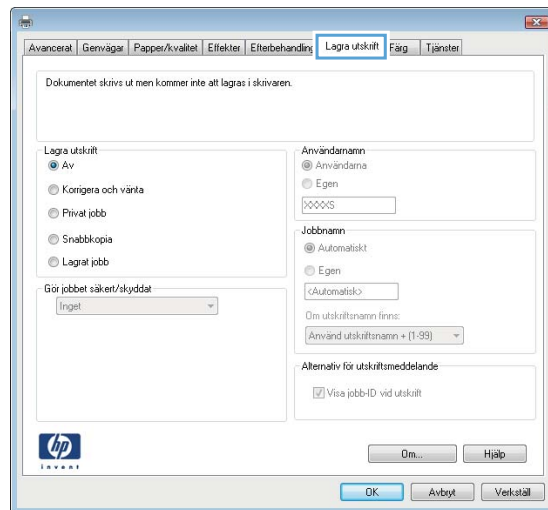 Avancerat Genvägar Papper/kvalitet Effekter Efterbehandling Lagra utskrift Färg Tjänster
Dokumentet skrivs ut men kommer inte att lagras i skrivaren.
Lagra utskrift
Av
Korrigera och vänta
Privat jobb
Snabbkopia
Lagrat jobb
Gör jobbet säkert/skyddat
Inget
Användarnamn
Användarna
Egen
XXXXS
Jobbnamn
Automatiskt
Egen
<Automatisk>
Om utskriftsnamn finns:
Använd utskriftsnamn + (1-99)
Alternativ för utskriftsmeddelande
Visa jobb-ID vid utskrift
hp
invent
Om... Hjälp
OK Avbryt Verkställ